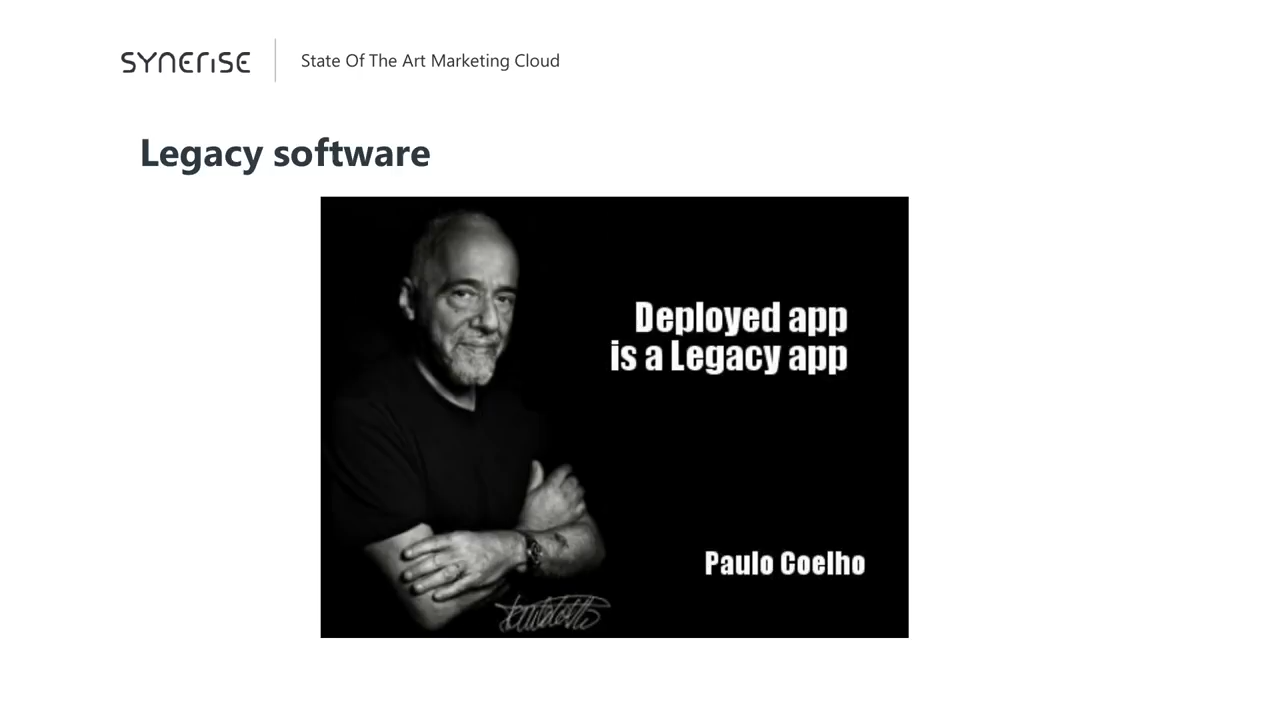 SYNERISE
State Of The Art Marketing Cloud
Legacy software
Deployed app
is a Legacy app
Paulo Coelho